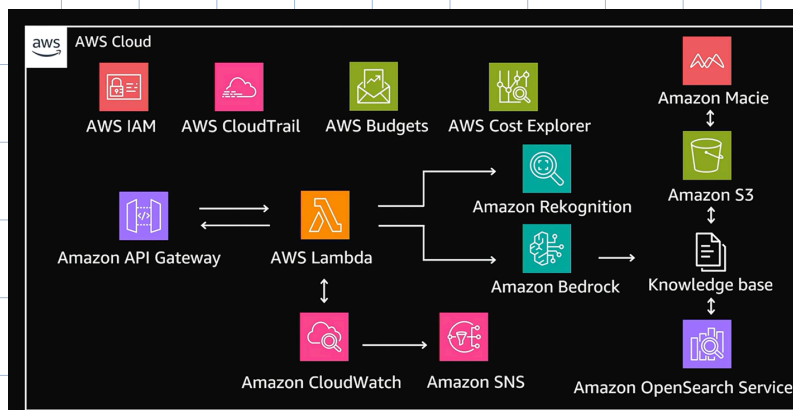 aws
AWS Cloud
AWS IAM
AWS CloudTrail
AWS Budgets
AWS Cost Explorer
Amazon Macie
Amazon API Gateway
AWS Lambda
Amazon Rekognition
Amazon S3
Amazon Bedrock
Knowledge base
Amazon CloudWatch
Amazon SNS
Amazon OpenSearch Service